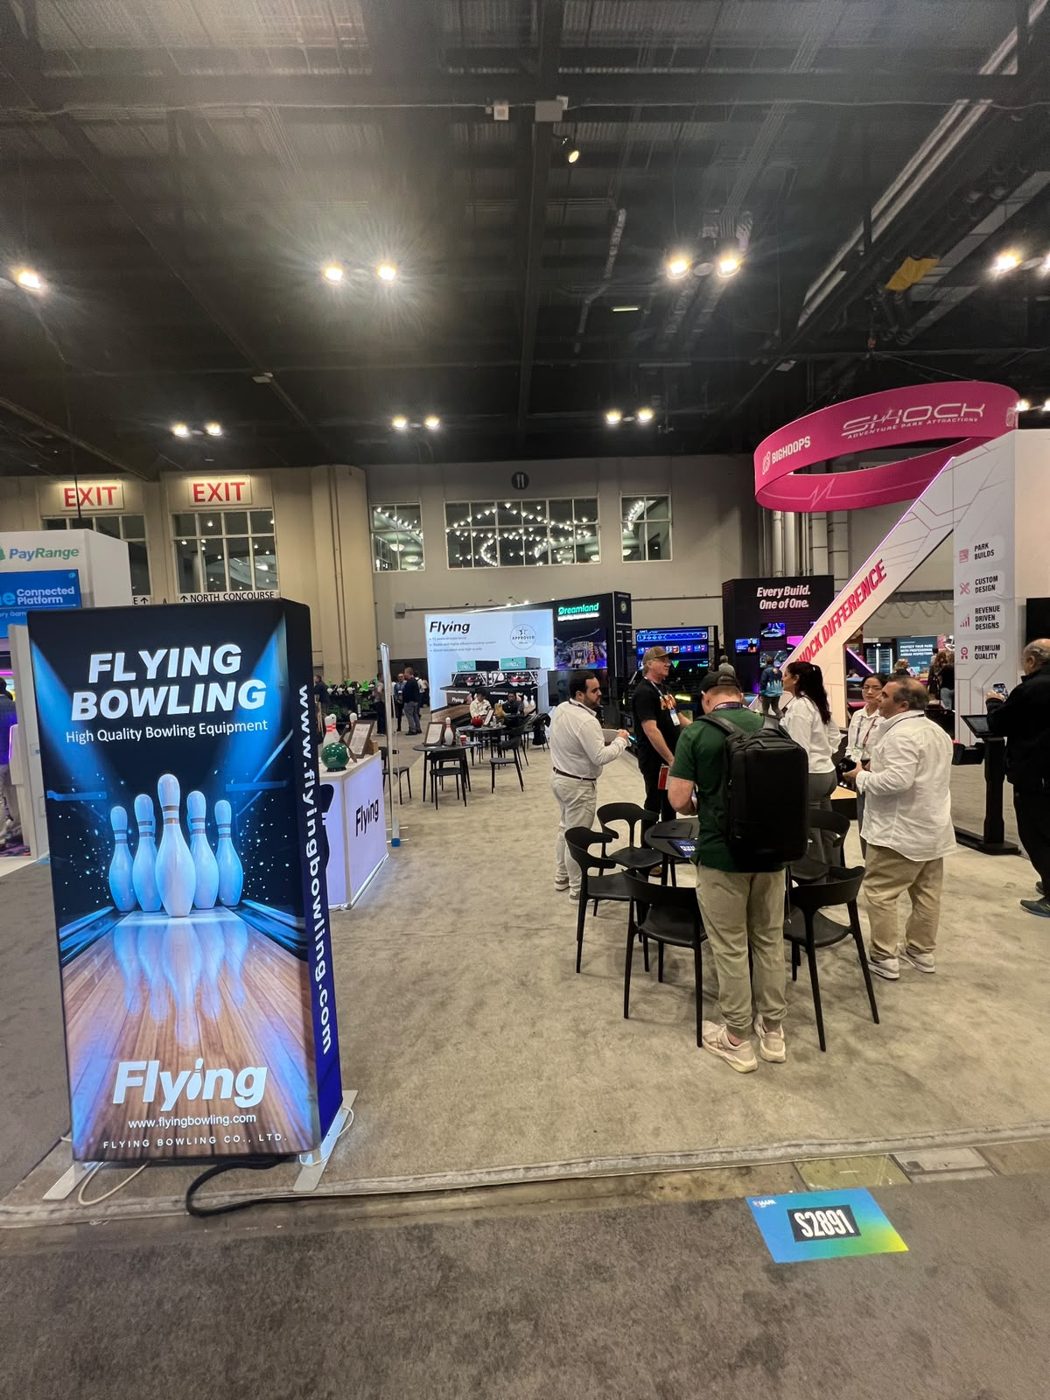 EXIT
EXIT
PayRange
Connected
Platform
NORTH CONCOURSE
FLYING
BOWLING
High Quality Bowling Equipment
www.flyingbowling.com
Flying
www.flyingbowling.com
FLYING BOWLING CO., LTD.
Flying
Flying
APPROVED
Dreamland
Every Build.
One of One.
BIGHOOPS
SHOCK
ADVENTURE PARK ATTRACTIONS
SHOCK DIFFERENCE
PARK
BUILDS
CUSTOM
DESIGN
REVENUE
DRIVEN
DESIGNS
PREMIUM
QUALITY
S2891